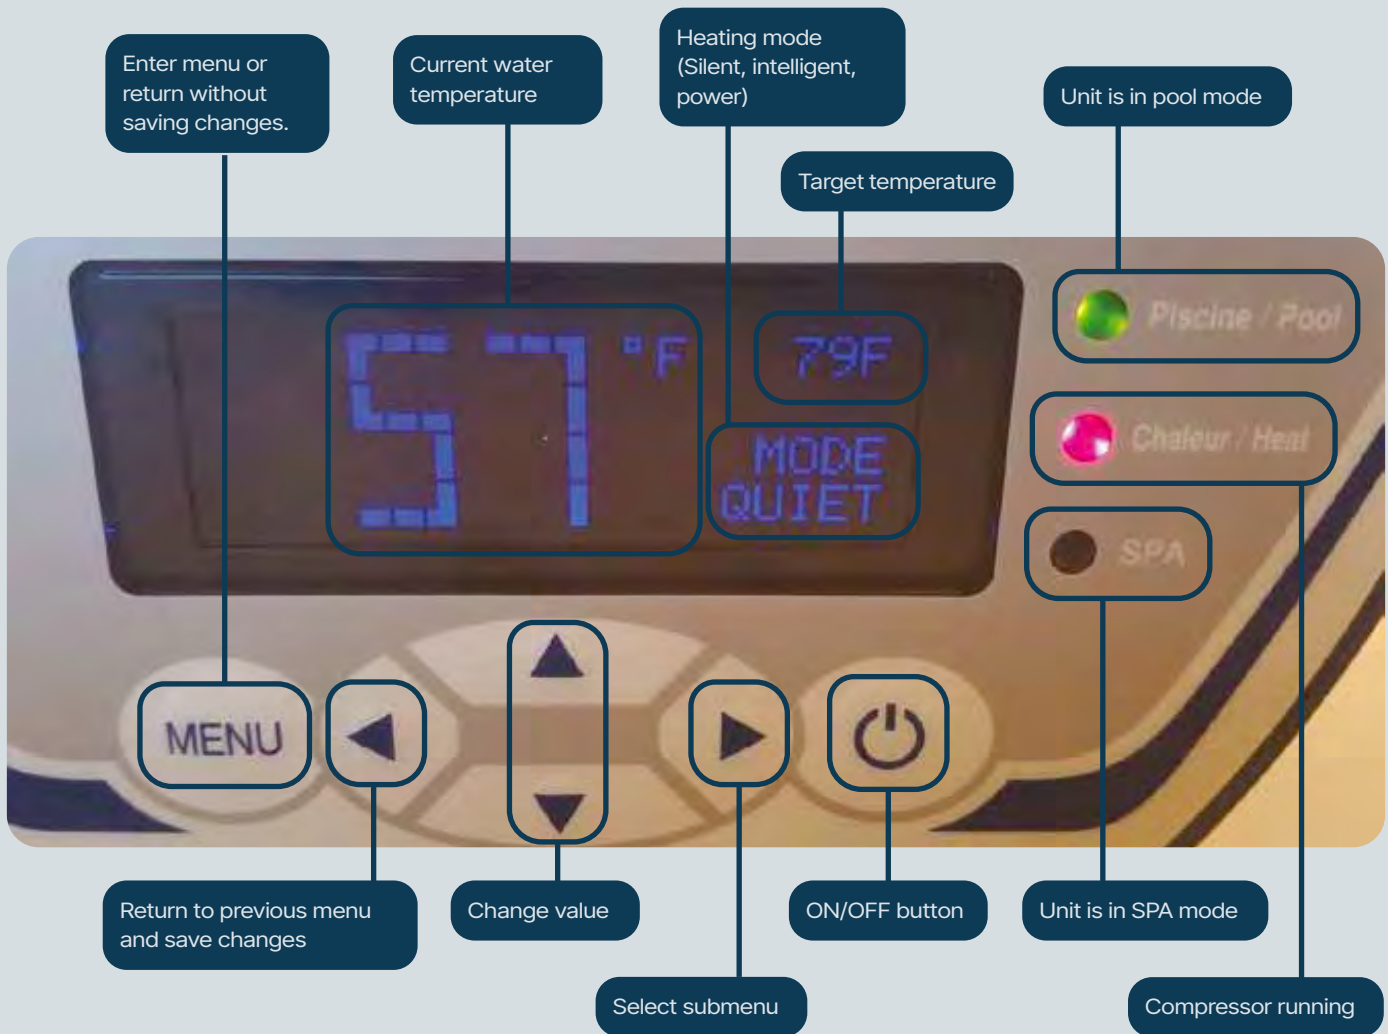 Enter menu or
return without
saving changes.
Current water
temperature
Heating mode
(Silent, intelligent,
power)
Unit is in pool mode
Target temperature
57 °F
79F
MODE
QUIET
Piscine / Pool
Chaleur / Heat
SPA
MENU
Return to previous menu
and save changes
Change value
ON/OFF button
Unit is in SPA mode
Select submenu
Compressor running